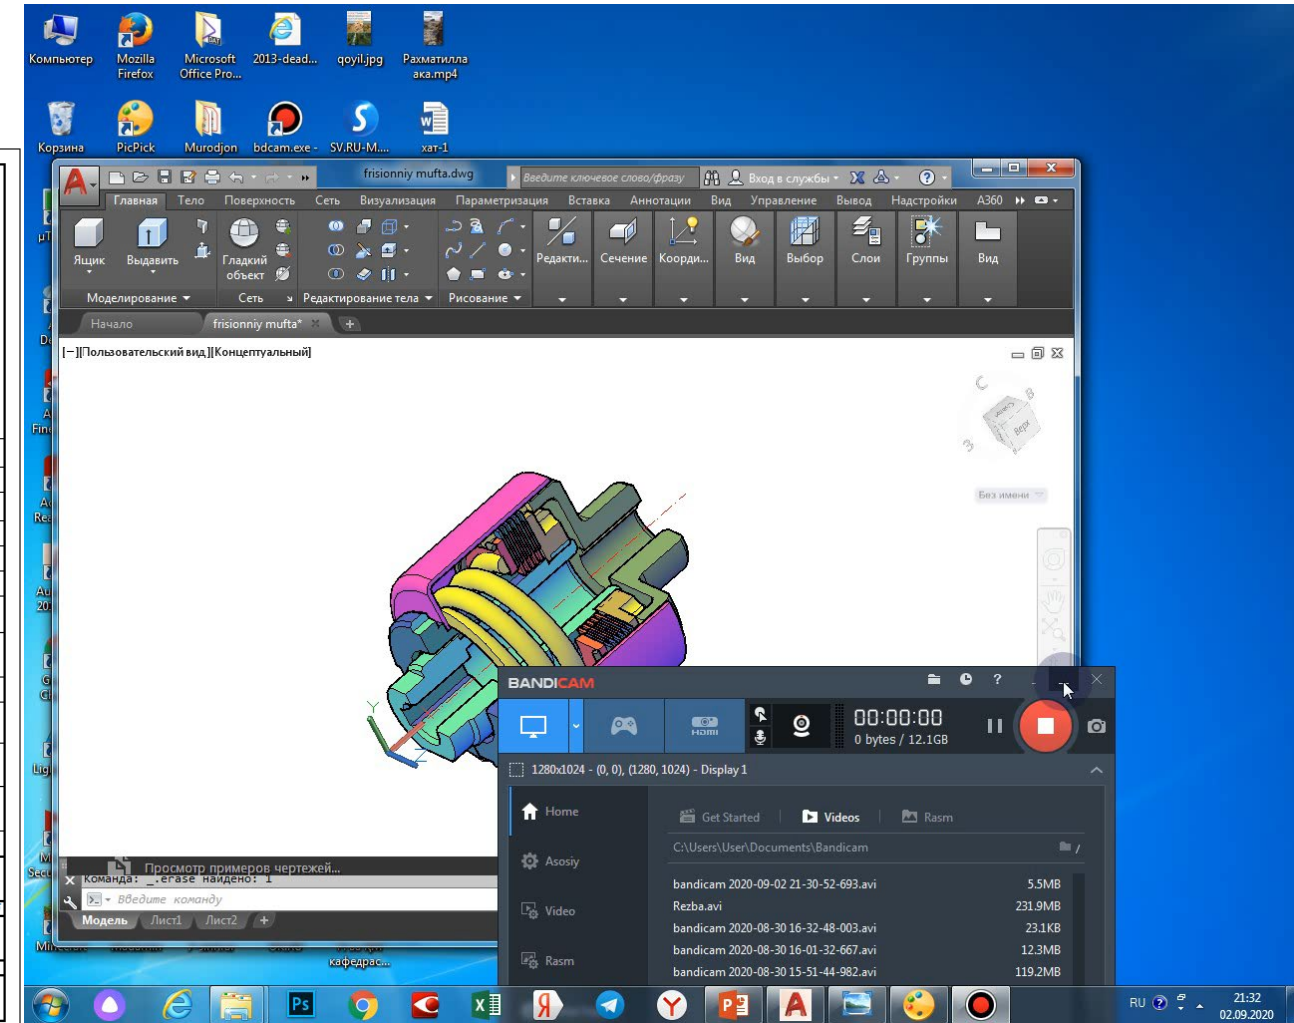 Компьютер
Mozilla Firefox
Microsoft Office Pro...
2013-dead...
qoyil.jpg
Рахматилла ака.mp4
Корзина
PicPick
Murodjon
bdcam.exe -
SV.RU-M....
хат-1
frisionniy mufta.dwg
Введите ключевое слово/фразу
Вход в службы
Главная Тело Поверхность Сеть Визуализация Параметризация Вставка Аннотации Вид Управление Вывод Надстройки A360
Ящик
Выдавить
Гладкий объект
Редакти...
Сечение
Коорди...
Вид
Выбор
Слои
Группы
Вид
Моделирование
Сеть
Редактирование тела
Рисование
Начало
frisionniy mufta*
[−][Пользовательский вид][Концептуальный]
С
В
Верх
З
Без имени
Y
Z
BANDICAM
HDMI
00:00:00
0 bytes / 12.1GB
1280x1024 - (0, 0), (1280, 1024) - Display 1
Home
Get Started
Videos
Rasm
C:\Users\User\Documents\Bandicam
Asosiy
bandicam 2020-09-02 21-30-52-693.avi 5.5MB
Video
Rezba.avi 231.9MB
bandicam 2020-08-30 16-32-48-003.avi 23.1KB
bandicam 2020-08-30 16-01-32-667.avi 12.3MB
Rasm
bandicam 2020-08-30 15-51-44-982.avi 119.2MB
Просмотр примеров чертежей...
Команда: _.erase найдено: 1
Введите команду
Модель Лист1 Лист2
кафедрас...
Ps
Я
Y
RU
21:32
02.09.2020